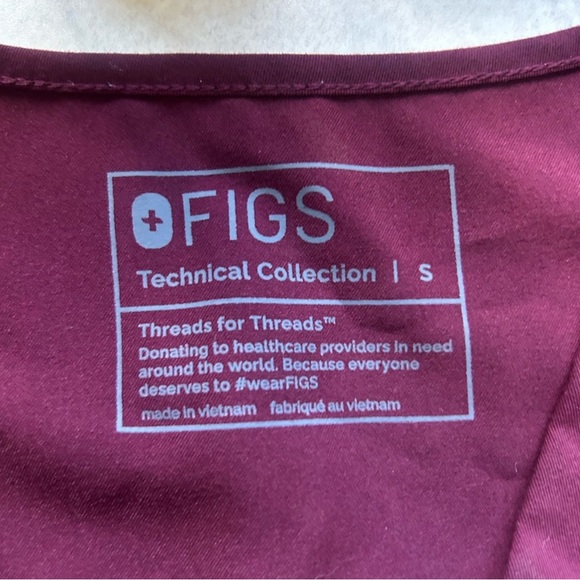 FIGS
Technical Collection | S
Threads for Threads™
Donating to healthcare providers in need
around the world. Because everyone
deserves to #wearFIGS
made in vietnam fabriqué au vietnam